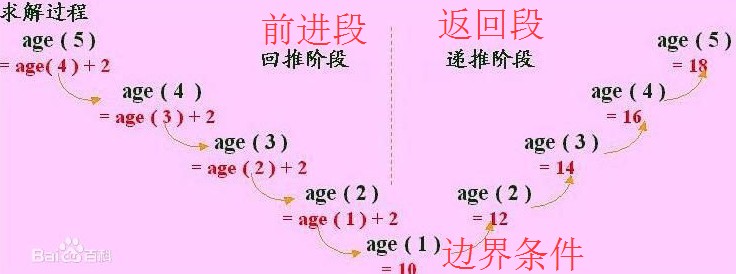 求解过程
前进段
返回段
回推阶段
递推阶段
age ( 5 )
= age( 4 ) + 2
age ( 4 )
= age ( 3 ) + 2
age ( 3 )
= age ( 2 ) + 2
age ( 2 )
= age ( 1 ) + 2
age ( 1 )
= 10
边界条件
age ( 2 )
= 12
age ( 3 )
= 14
age ( 4 )
= 16
age ( 5 )
= 18
Bai百科